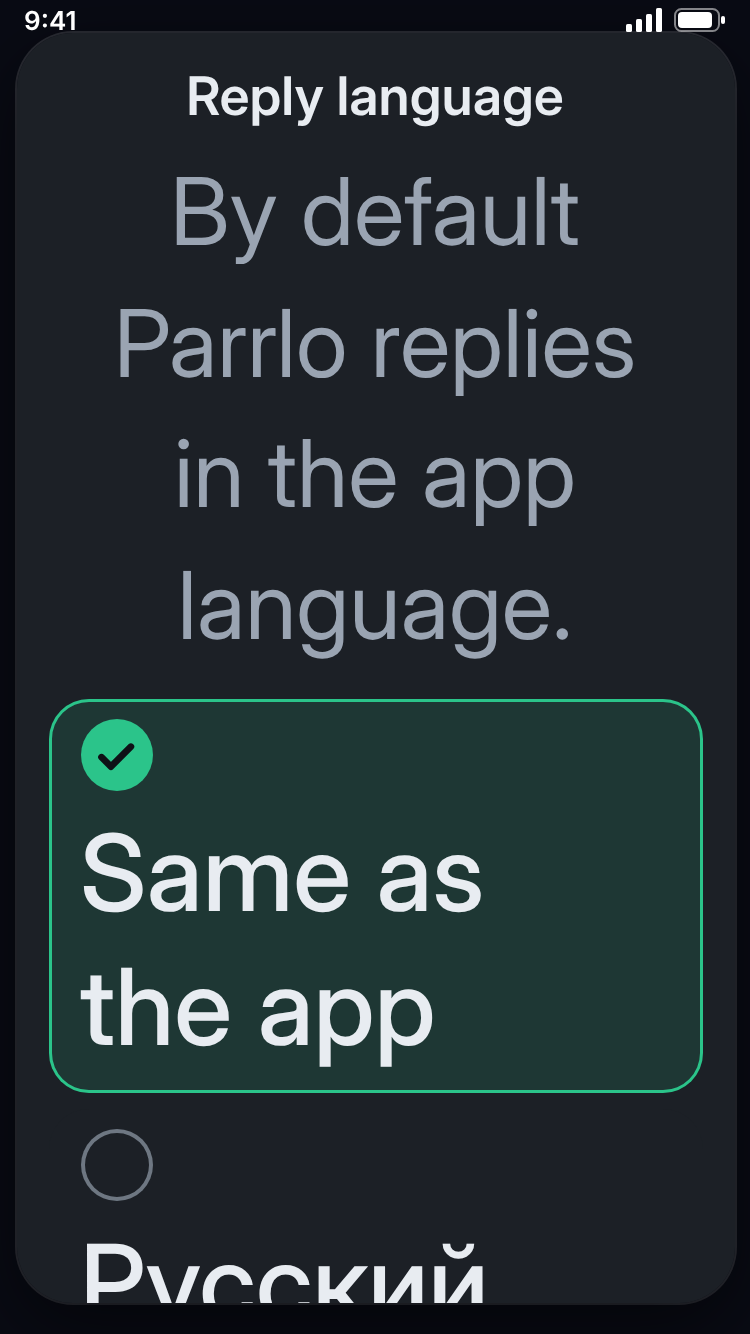 9:41
Reply language
By default
Parrlo replies
in the app
language.
Same as
the app
Русский